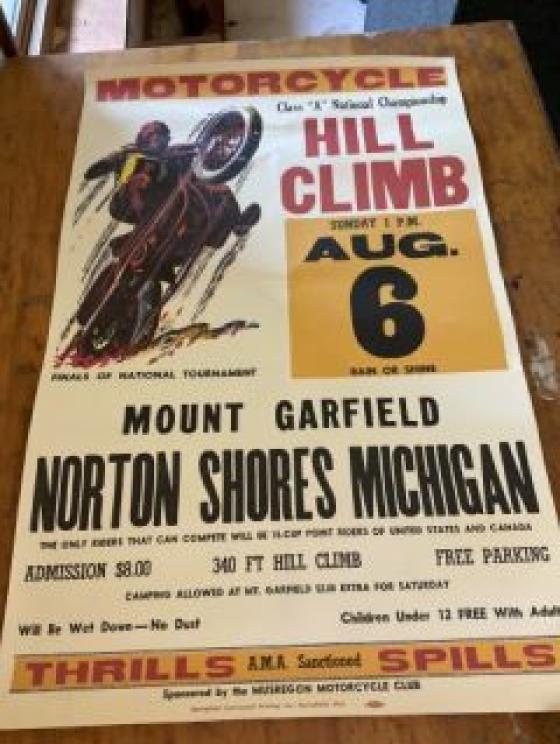 MOTORCYCLE
Class "A" National Championship
HILL
CLIMB
SUNDAY 1 P.M.
AUG.
6
RAIN OR SHINE
FINALS OF NATIONAL TOURNAMENT
MOUNT GARFIELD
NORTON SHORES MICHIGAN
THE ONLY RIDERS THAT CAN COMPETE WILL BE POINT RIDERS OF UNITED STATES AND CANADA
ADMISSION $8.00 340 FT HILL CLIMB FREE PARKING
CAMPING ALLOWED AT MT. GARFIELD EXTRA FOR SATURDAY
Will Be Wet Down—No Dust Children Under 12 FREE With Adult
THRILLS A.M.A. Sanctioned SPILLS
Sponsored by the MUSKEGON MOTORCYCLE CLUB